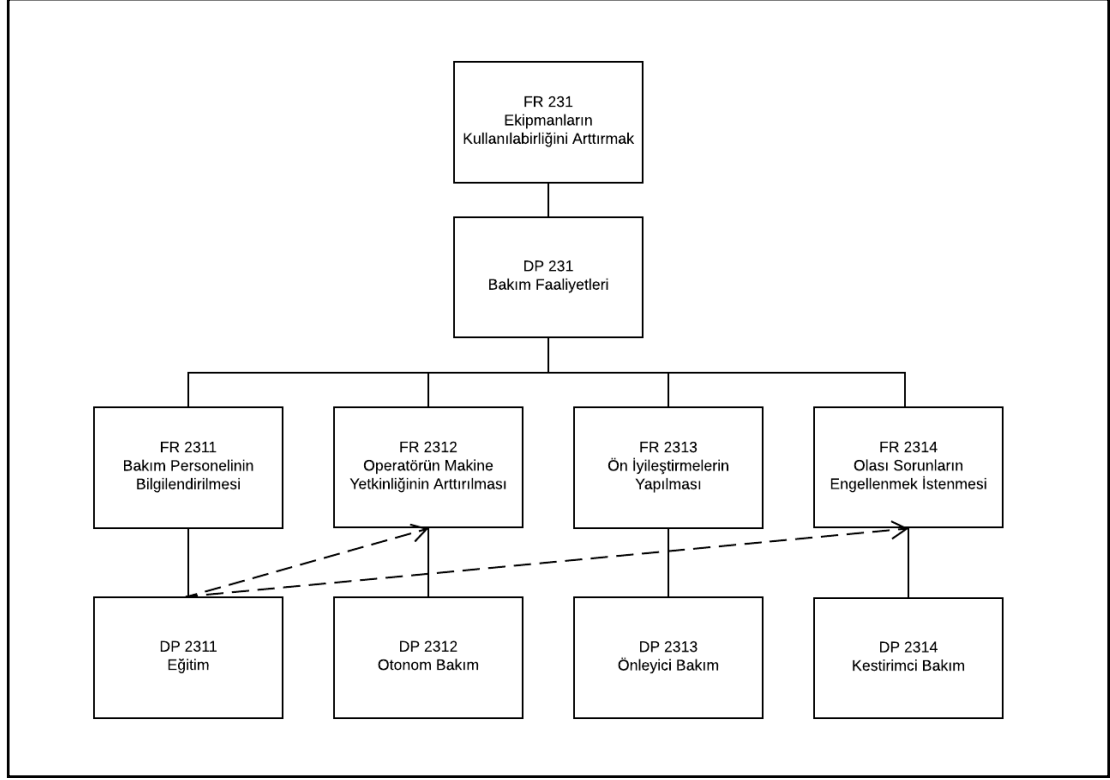 FR 231
Ekipmanların
Kullanılabirliğini Arttırmak
DP 231
Bakım Faaliyetleri
FR 2311
Bakım Personelinin
Bilgilendirilmesi
FR 2312
Operatörün Makine
Yetkinliğinin Arttırılması
FR 2313
Ön İyileştirmelerin
Yapılması
FR 2314
Olası Sorunların
Engellenmek İstenmesi
DP 2311
Eğitim
DP 2312
Otonom Bakım
DP 2313
Önleyici Bakım
DP 2314
Kestirimci Bakım